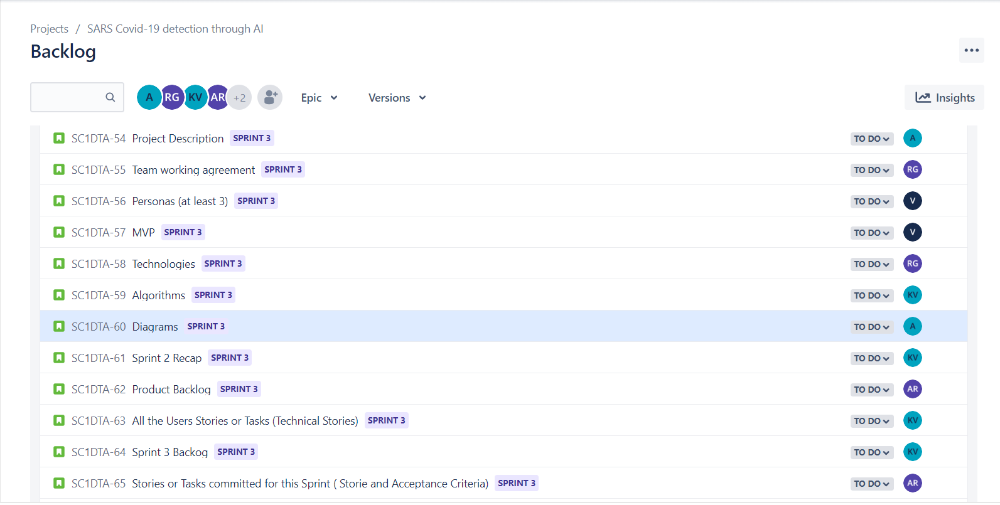 Projects / SARS Covid-19 detection through AI
Backlog
A RG KV AR +2 Epic Versions Insights
SC1DTA-54 Project Description SPRINT 3 TO DO A
SC1DTA-55 Team working agreement SPRINT 3 TO DO RG
SC1DTA-56 Personas (at least 3) SPRINT 3 TO DO V
SC1DTA-57 MVP SPRINT 3 TO DO V
SC1DTA-58 Technologies SPRINT 3 TO DO RG
SC1DTA-59 Algorithms SPRINT 3 TO DO KV
SC1DTA-60 Diagrams SPRINT 3 TO DO A
SC1DTA-61 Sprint 2 Recap SPRINT 3 TO DO KV
SC1DTA-62 Product Backlog SPRINT 3 TO DO AR
SC1DTA-63 All the Users Stories or Tasks (Technical Stories) SPRINT 3 TO DO KV
SC1DTA-64 Sprint 3 Backog SPRINT 3 TO DO KV
SC1DTA-65 Stories or Tasks committed for this Sprint ( Storie and Acceptance Criteria) SPRINT 3 TO DO AR